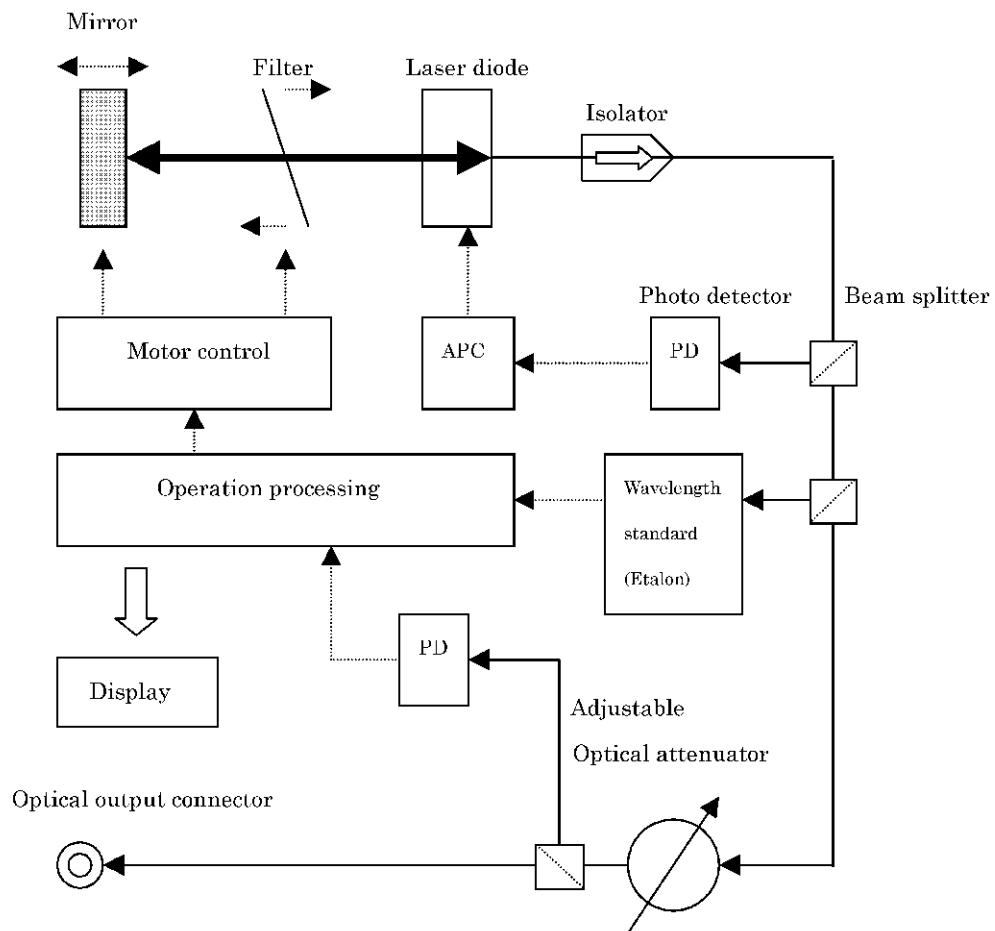 Mirror
Filter
Laser diode
Isolator
Photo detector
Beam splitter
Motor control
APC
PD
Operation processing
Wavelength
standard
(Etalon)
PD
Display
Adjustable
Optical attenuator
Optical output connector